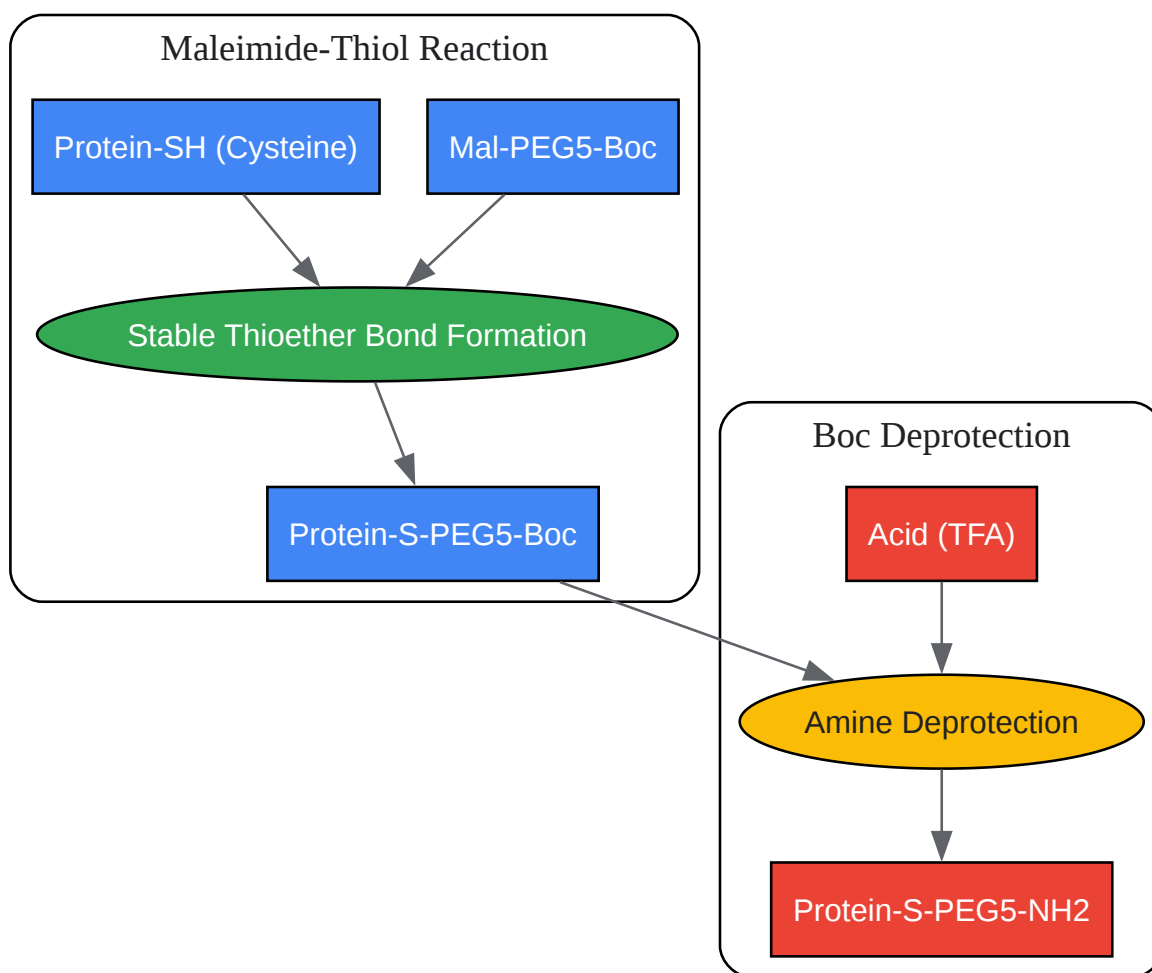 Maleimide-Thiol Reaction
Protein-SH (Cysteine)
Mal-PEG5-Boc
Stable Thioether Bond Formation
Protein-S-PEG5-Boc
Boc Deprotection
Acid (TFA)
Amine Deprotection
Protein-S-PEG5-NH2